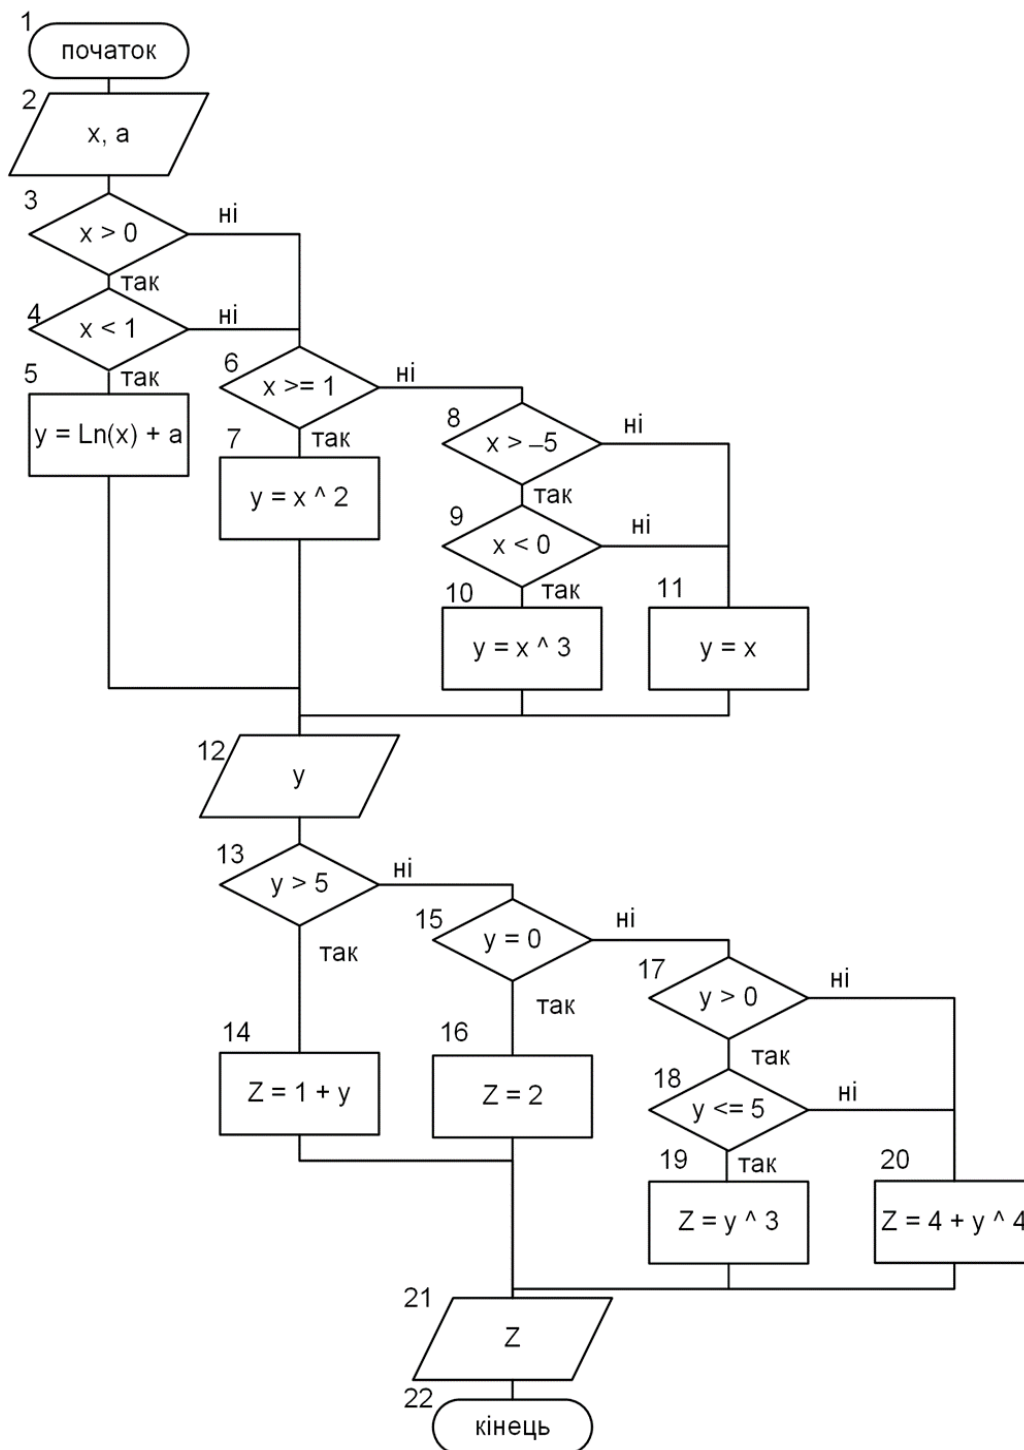 1
початок
2
x, a
3
x > 0
ні
так
4
x < 1
ні
так
5
y = Ln(x) + a
6
x >= 1
ні
так
7
y = x ^ 2
8
x > –5
ні
так
9
x < 0
ні
так
10
y = x ^ 3
11
y = x
12
y
13
y > 5
ні
так
14
Z = 1 + y
15
y = 0
ні
так
16
Z = 2
17
y > 0
ні
так
18
y <= 5
ні
так
19
Z = y ^ 3
20
Z = 4 + y ^ 4
21
Z
22
кінець